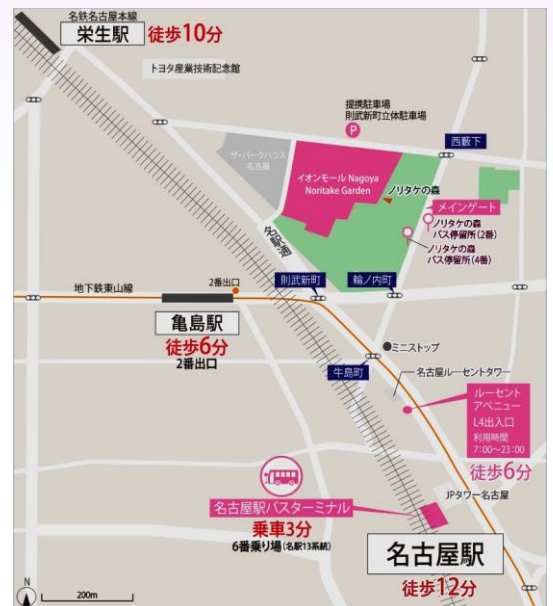 名鉄名古屋本線
栄生駅 徒歩10分
トヨタ産業技術記念館
提携駐車場
則武新町立体駐車場
P
西藪下
ザ・パークハウス
名古屋
イオンモール Nagoya
Noritake Garden
ノリタケの森
メインゲート
ノリタケの森
バス停留所(2番)
ノリタケの森
バス停留所(4番)
名駅通
地下鉄東山線
2番出口
則武新町
輪ノ内町
亀島駅
徒歩6分
2番出口
ミニストップ
牛島町
名古屋ルーセントタワー
ルーセント
アベニュー
L4出入口
利用時間
7:00〜23:00
徒歩6分
JPタワー名古屋
名古屋駅バスターミナル
乗車3分
6番乗り場(名駅13系統)
名古屋駅
徒歩12分
N
200m